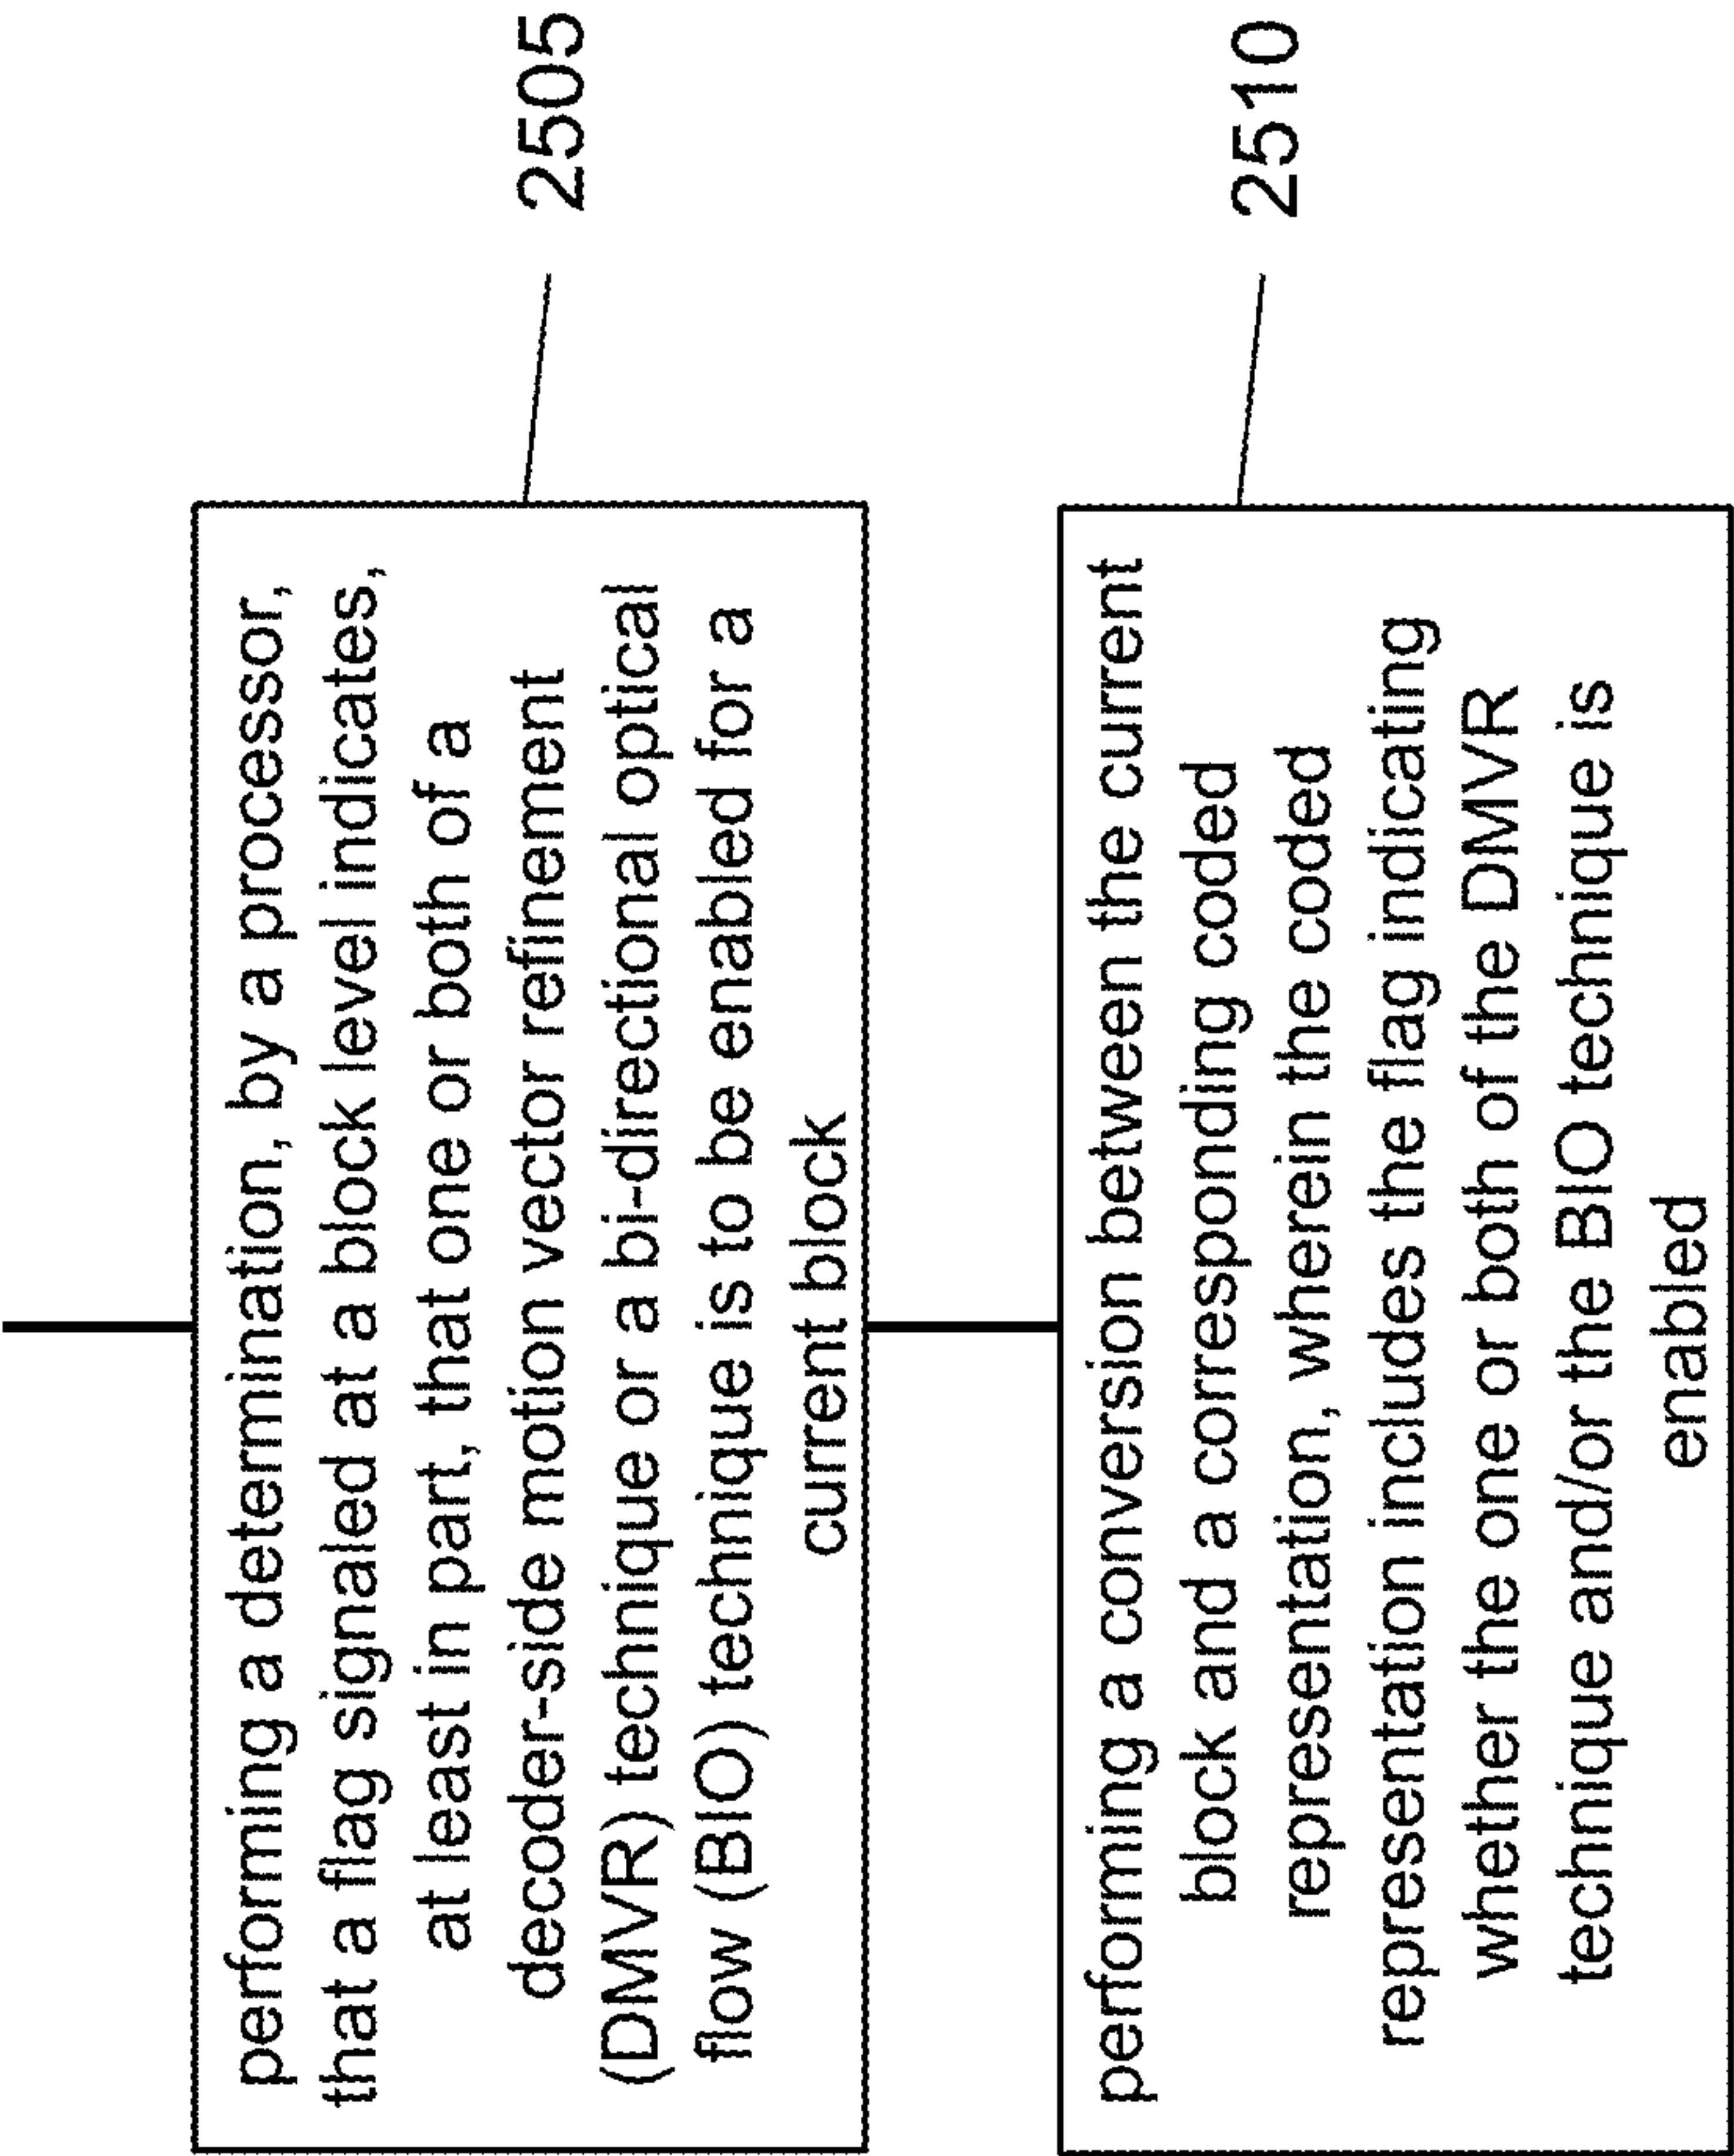 performing a determination, by a processor,
that a flag signaled at a block level indicates,
at least in part, that one or both of a
decoder-side motion vector refinement
(DMVR) technique or a bi-directional optical
flow (BIO) technique is to be enabled for a
current block
2505
performing a conversion between the current
block and a corresponding coded
representation, wherein the coded
representation includes the flag indicating
whether the one or both of the DMVR
technique and/or the BIO technique is
enabled
2510